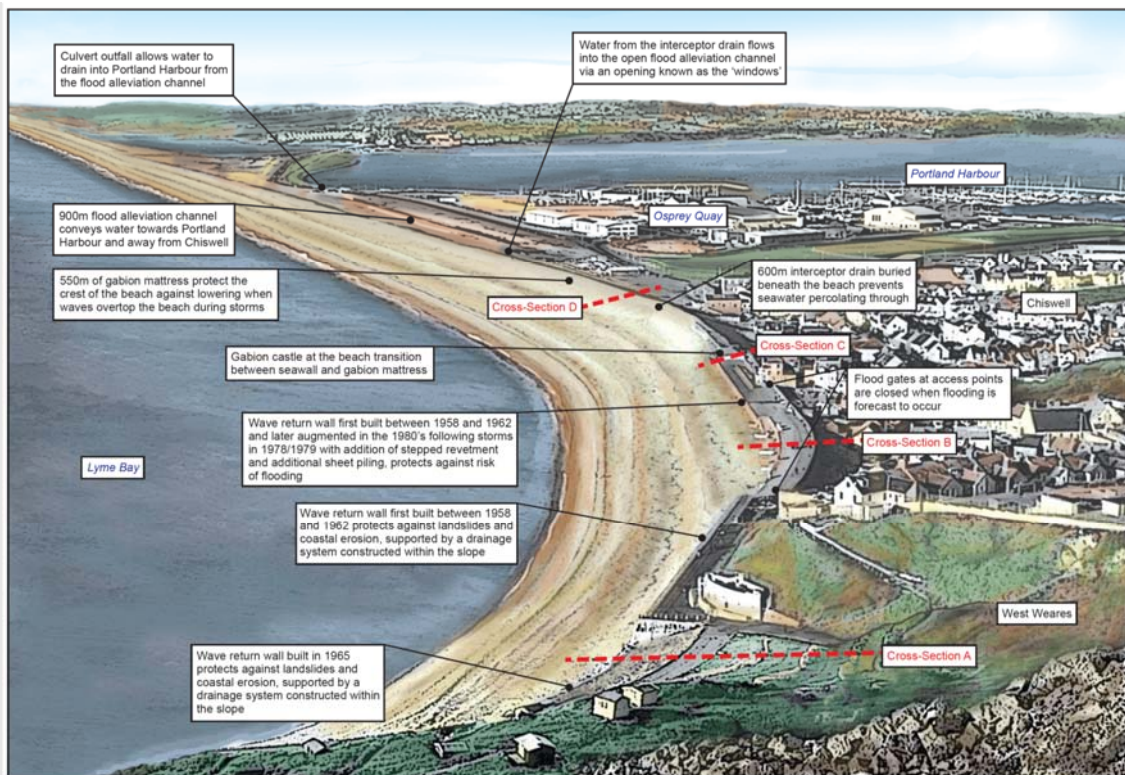 Culvert outfall allows water to
drain into Portland Harbour from
the flood alleviation channel
Water from the interceptor drain flows
into the open flood alleviation channel
via an opening known as the 'windows'
Portland Harbour
900m flood alleviation channel
conveys water towards Portland
Harbour and away from Chiswell
Osprey Quay
550m of gabion mattress protect the
crest of the beach against lowering when
waves overtop the beach during storms
600m interceptor drain buried
beneath the beach prevents
seawater percolating through
Chiswell
Cross-Section D
Gabion castle at the beach transition
between seawall and gabion mattress
Cross-Section C
Flood gates at access points
are closed when flooding is
forecast to occur
Wave return wall first built between 1958 and 1962
and later augmented in the 1980's following storms
in 1978/1979 with addition of stepped revetment
and additional sheet piling, protects against risk
of flooding
Cross-Section B
Lyme Bay
Wave return wall first built between 1958
and 1962 protects against landslides and
coastal erosion, supported by a drainage
system constructed within the slope
West Weares
Wave return wall built in 1965
protects against landslides and
coastal erosion, supported by a
drainage system constructed within
the slope
Cross-Section A